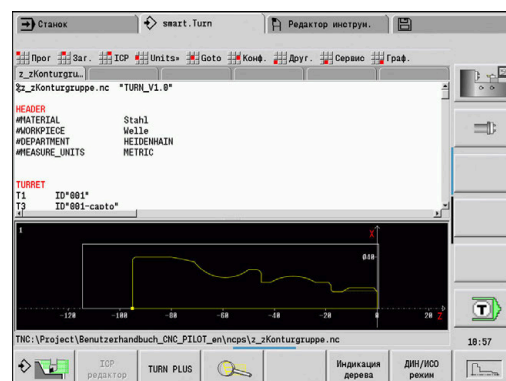 Станок
smart.Turn
Редактор инструм.
Прог Заг. ICP Units» Goto Конф. Друг. Сервис Граф.
z_zKonturgru…
%z_zKonturgruppe.nc "TURN_V1.0"
HEADER
#MATERIAL Stahl
#WORKPIECE Welle
#DEPARTMENT HEIDENHAIN
#MEASURE_UNITS METRIC
TURRET
T1 ID"001"
T3 ID"001-capto"
1
X
ø40
-120 -100 -80 -60 -40 -20 0 20 Z
TNC:\Project\Benutzerhandbuch_CNC_PILOT_en\ncps\z_zKonturgruppe.nc
T
10:57
ICP
редактор
TURN PLUS
Индикация
дерева
ДИН/ИСО
режим